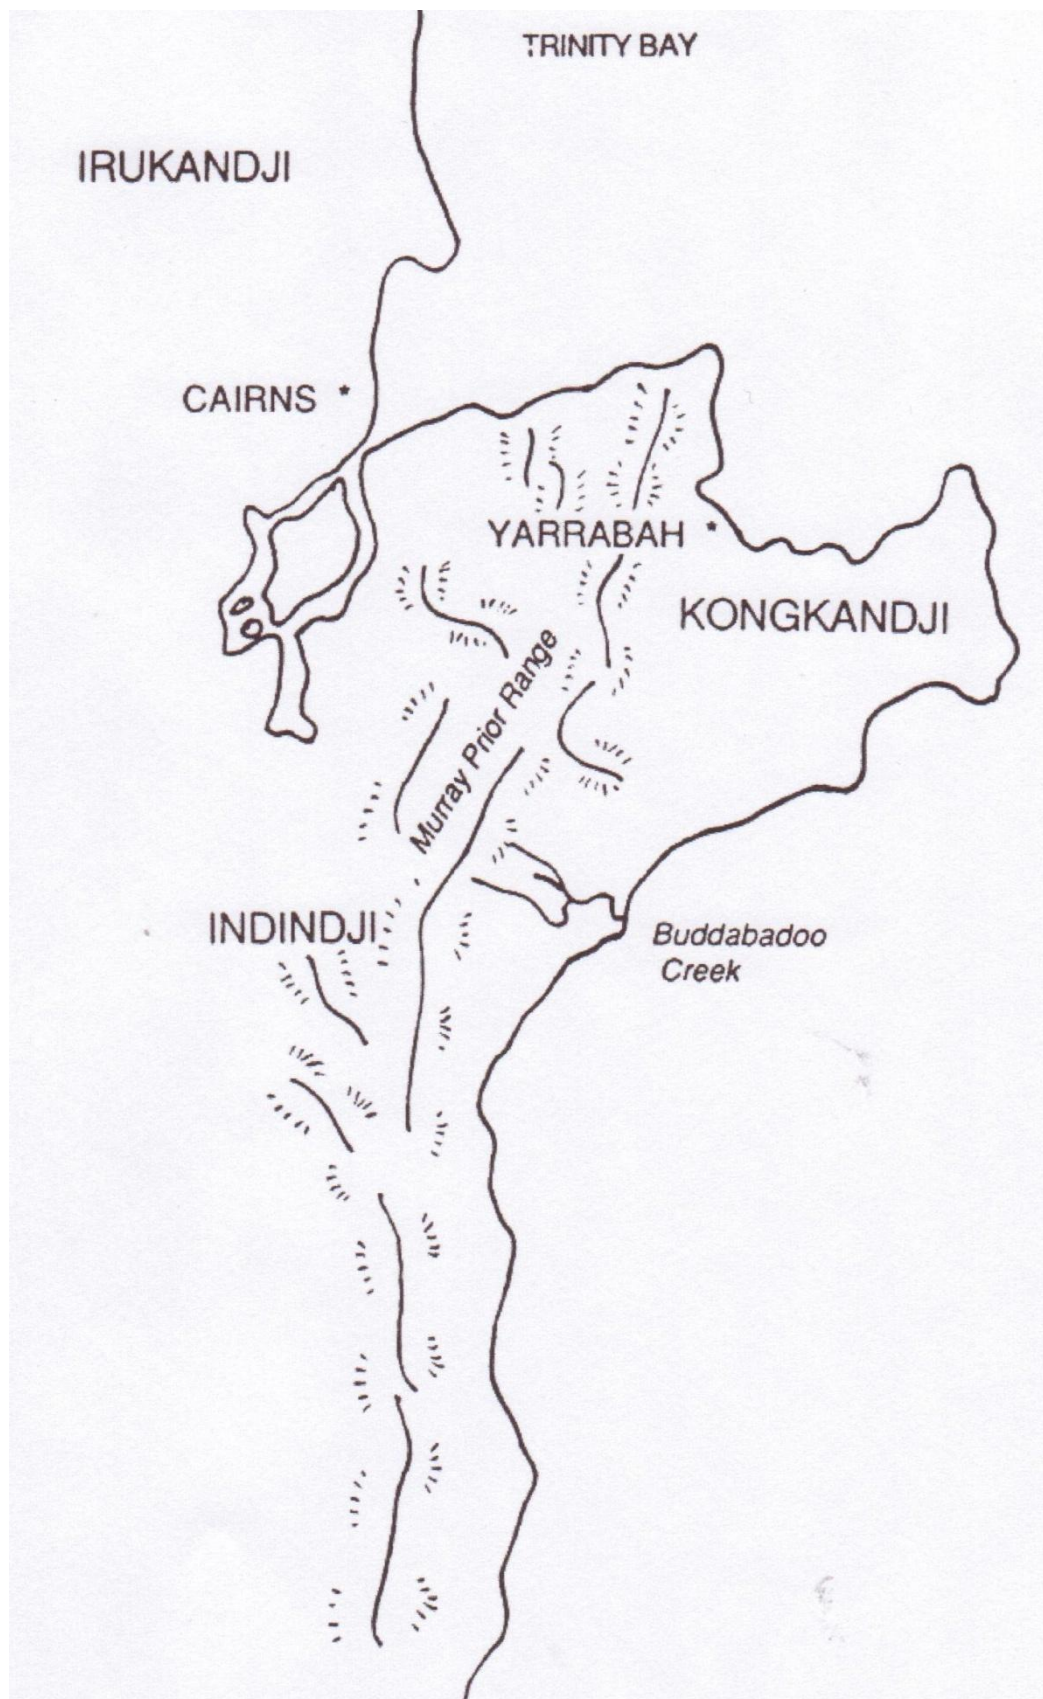 TRINITY BAY
IRUKANDJI
CAIRNS *
YARRABAH *
KONGKANDJI
Murray Prior Range
INDINDJI
Buddabadoo
Creek